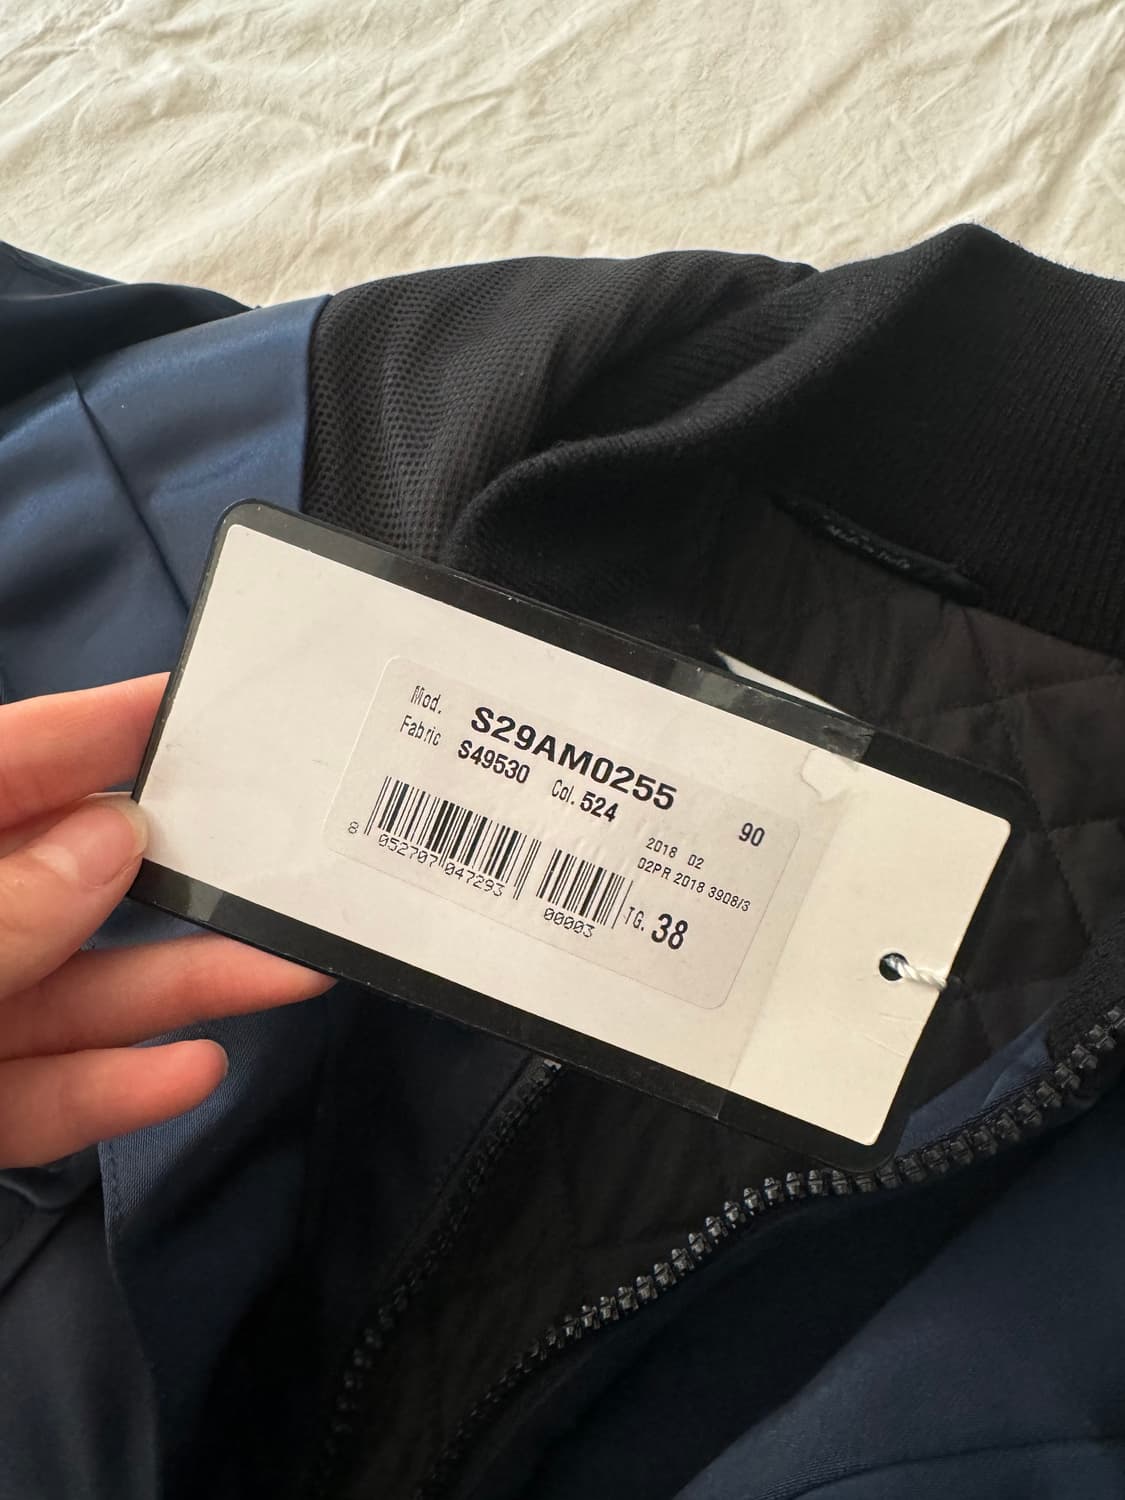 Mod. S29AM0255
Fabric S49530 Col. 524
90
2018 02
02PR 2018 3908/3
8 052707 047293
00003
TG. 38